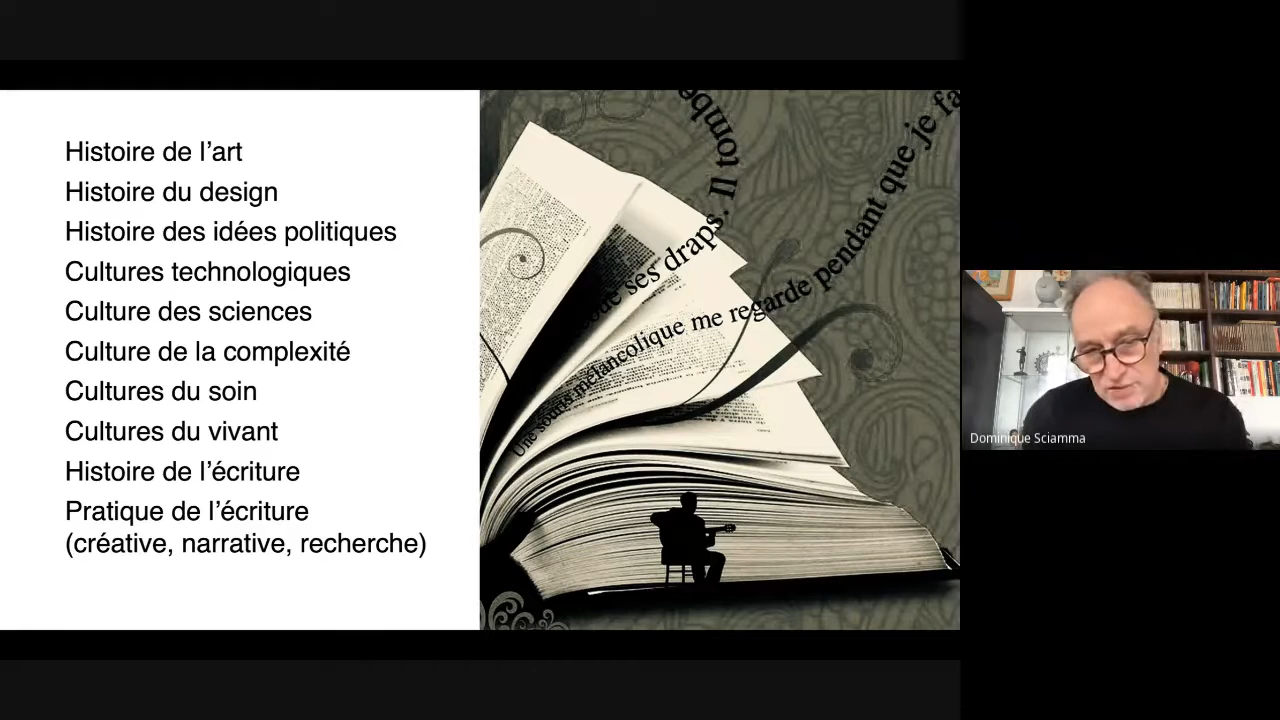 Histoire de l’art
Histoire du design
Histoire des idées politiques
Cultures technologiques
Culture des sciences
Culture de la complexité
Cultures du soin
Cultures du vivant
Histoire de l’écriture
Pratique de l’écriture
(créative, narrative, recherche)
ses draps. Il tombe
Une souris mélancolique me regarde pendant que je fa
Dominique Sciamma